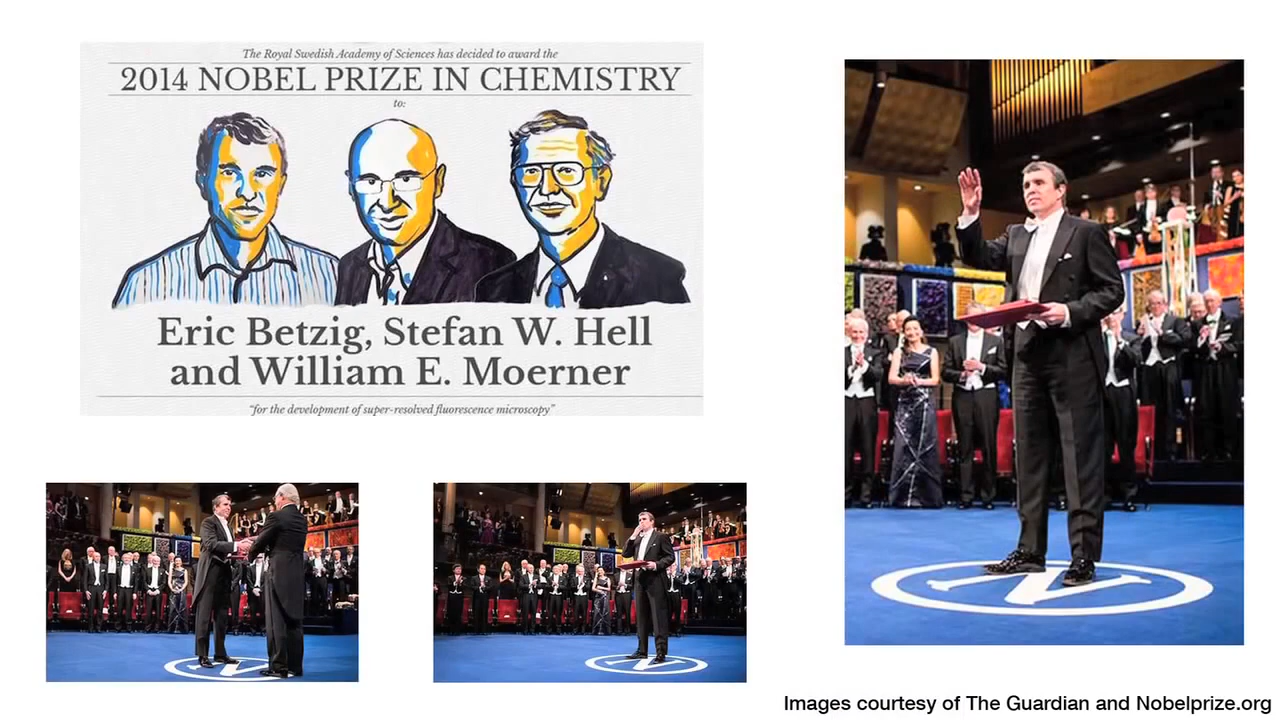 The Royal Swedish Academy of Sciences has decided to award the
2014 NOBEL PRIZE IN CHEMISTRY
to:
Eric Betzig, Stefan W. Hell
and William E. Moerner
"for the development of super-resolved fluorescence microscopy"
N
N
N
Images courtesy of The Guardian and Nobelprize.org